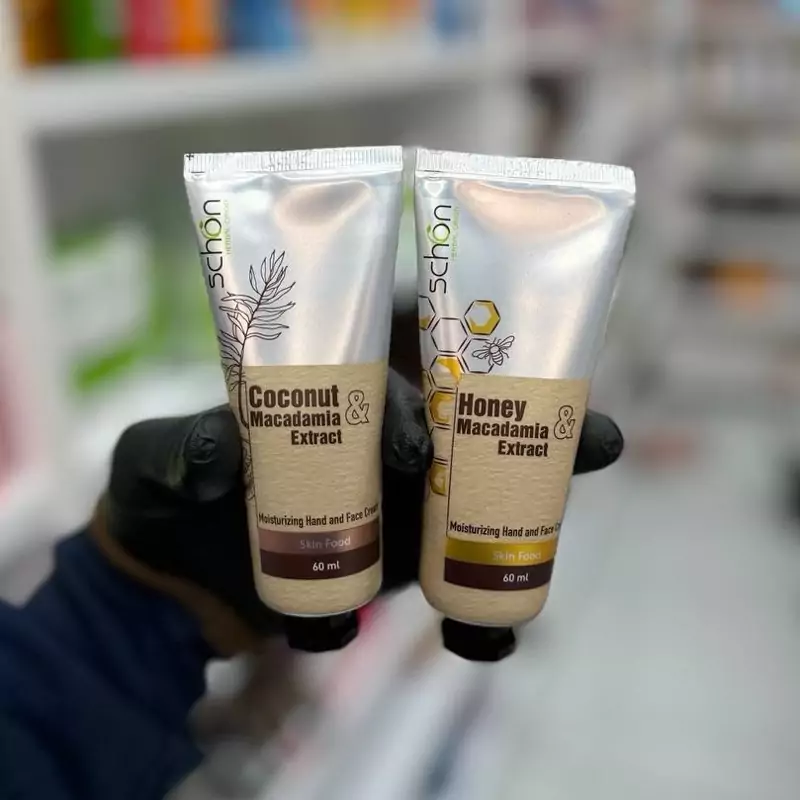 schön
Coconut
&
Macadamia
Extract
Moisturizing Hand and Face Cream
Skin Food
60 ml
schön
Honey
&
Macadamia
Extract
Moisturizing Hand and Face
Skin Food
60 ml